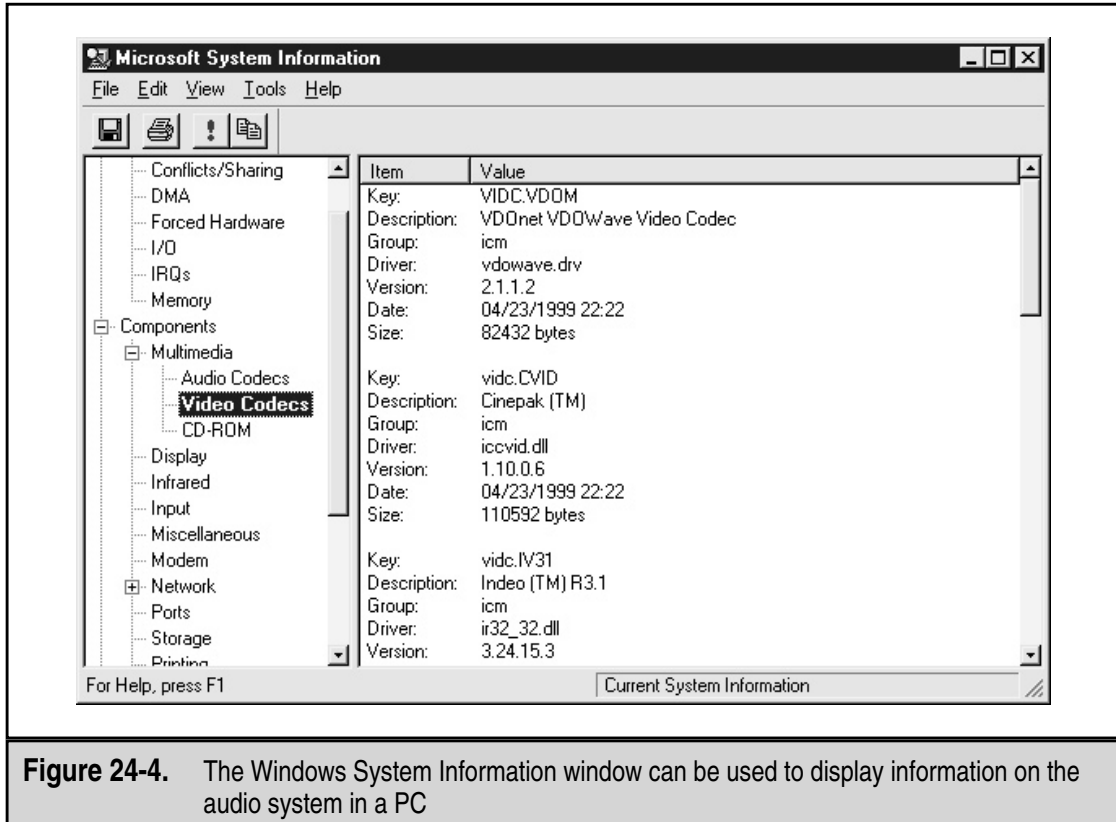 Microsoft System Information
File Edit View Tools Help
Conflicts/Sharing
DMA
Forced Hardware
I/O
IRQs
Memory
Components
Multimedia
Audio Codecs
Video Codecs
CD-ROM
Display
Infrared
Input
Miscellaneous
Modem
Network
Ports
Storage
Printing
Item Value
Key: VIDC.VDOM
Description: VDOnet VDOWave Video Codec
Group: icm
Driver: vdowave.drv
Version: 2.1.1.2
Date: 04/23/1999 22:22
Size: 82432 bytes
Key: vidc.CVID
Description: Cinepak (TM)
Group: icm
Driver: iccvid.dll
Version: 1.10.0.6
Date: 04/23/1999 22:22
Size: 110592 bytes
Key: vidc.IV31
Description: Indeo (TM) R3.1
Group: icm
Driver: ir32_32.dll
Version: 3.24.15.3
For Help, press F1
Current System Information
Figure 24-4. The Windows System Information window can be used to display information on the
audio system in a PC